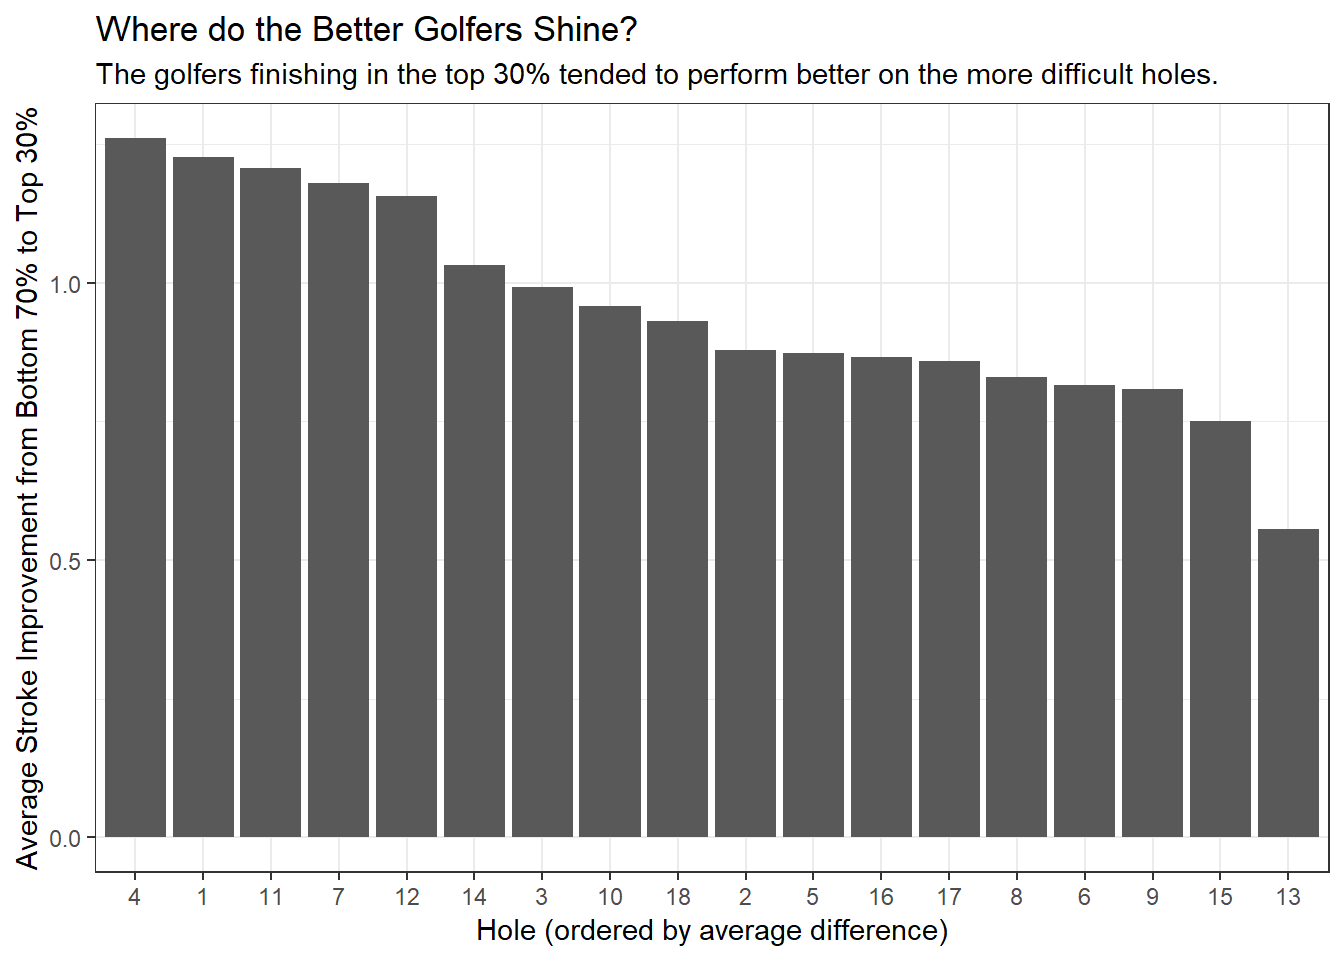 Where do the Better Golfers Shine?
The golfers finishing in the top 30% tended to perform better on the more difficult holes.
Average Stroke Improvement from Bottom 70% to Top 30%
1.0
0.5
0.0
4 1 11 7 12 14 3 10 18 2 5 16 17 8 6 9 15 13
Hole (ordered by average difference)